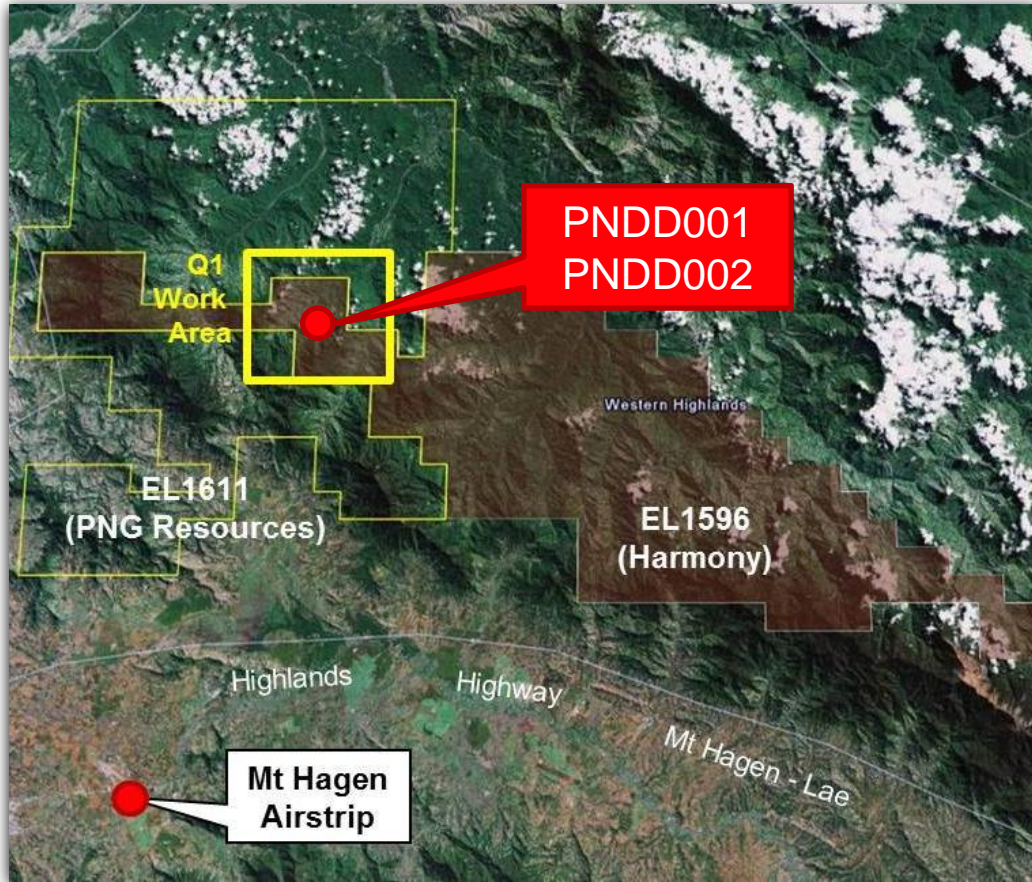 PNDD001
PNDD002
Q1
Work
Area
Western Highlands
EL1611
(PNG Resources)
EL1596
(Harmony)
Highlands Highway
Mt Hagen - Lae
Mt Hagen
Airstrip